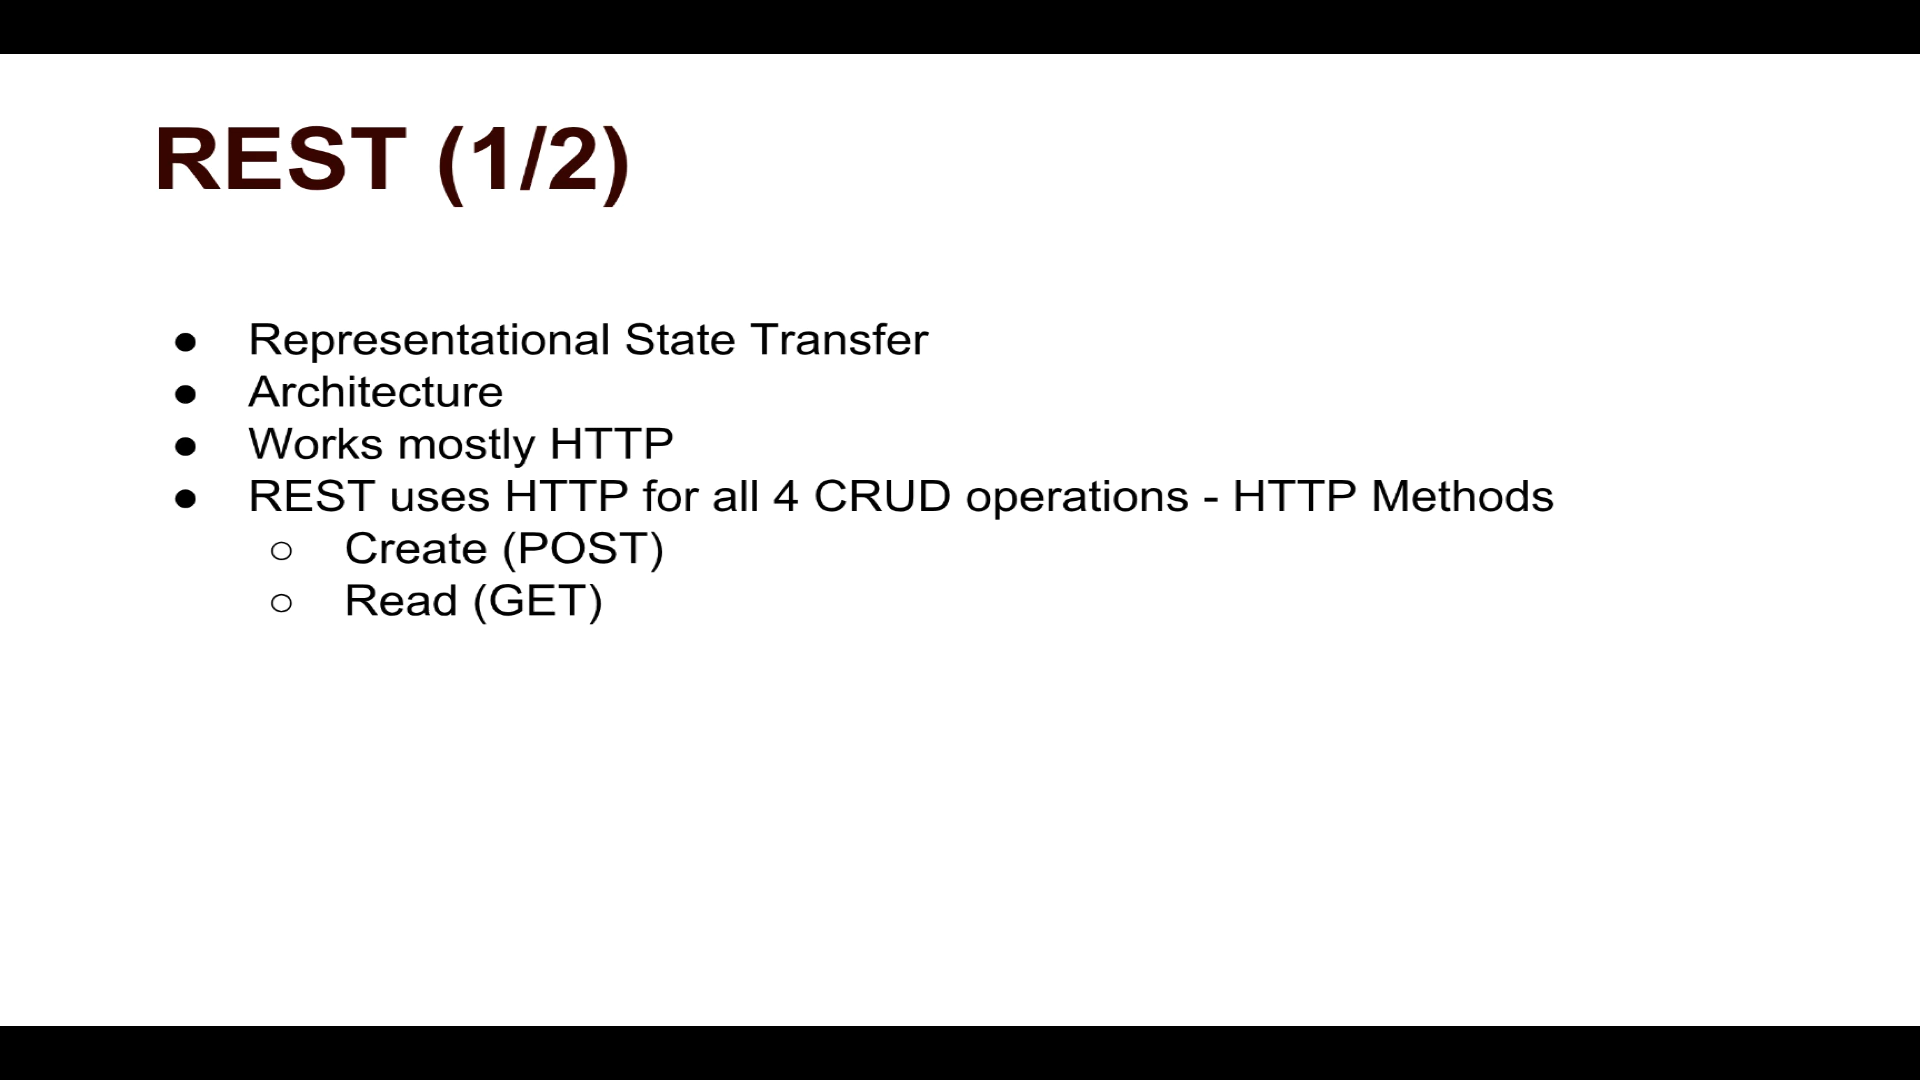 REST (1/2)
● Representational State Transfer
● Architecture
● Works mostly HTTP
● REST uses HTTP for all 4 CRUD operations - HTTP Methods
○ Create (POST)
○ Read (GET)